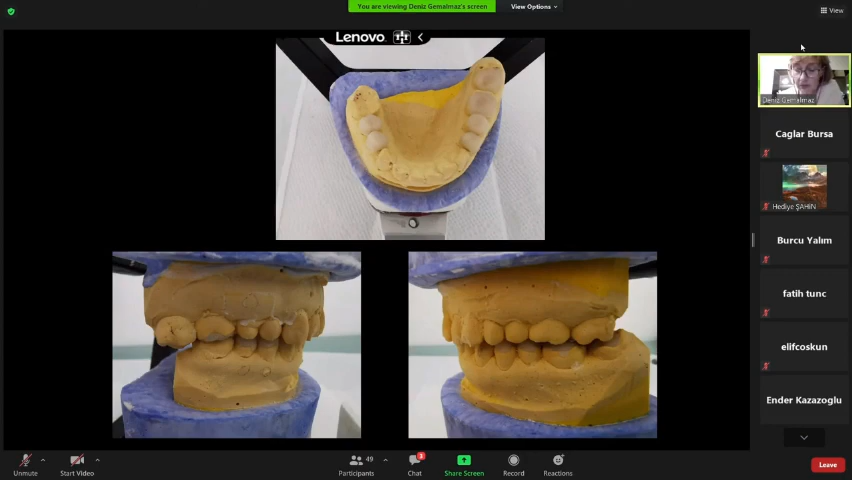 You are viewing Deniz Gemalmaz's screen
View Options
View
Lenovo
Deniz Gemalmaz
Caglar Bursa
Hediye ŞAHİN
Burcu Yalım
fatih tunc
elifcoskun
Ender Kazazoglu
Unmute
Start Video
49
Participants
3
Chat
Share Screen
Record
Reactions
Leave